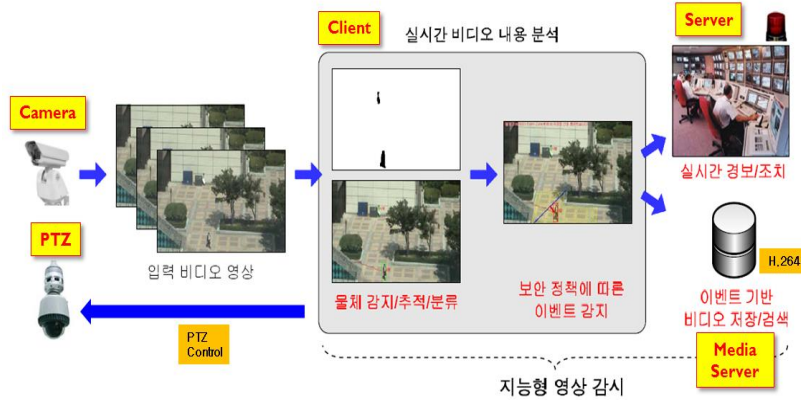 Client
실시간 비디오 내용 분석
Server
Camera
실시간 경보/조치
PTZ
입력 비디오 영상
물체 감지/추적/분류
보안 정책에 따른
이벤트 감지
H.264
이벤트 기반
비디오 저장/검색
PTZ
Control
Media
Server
지능형 영상 감시